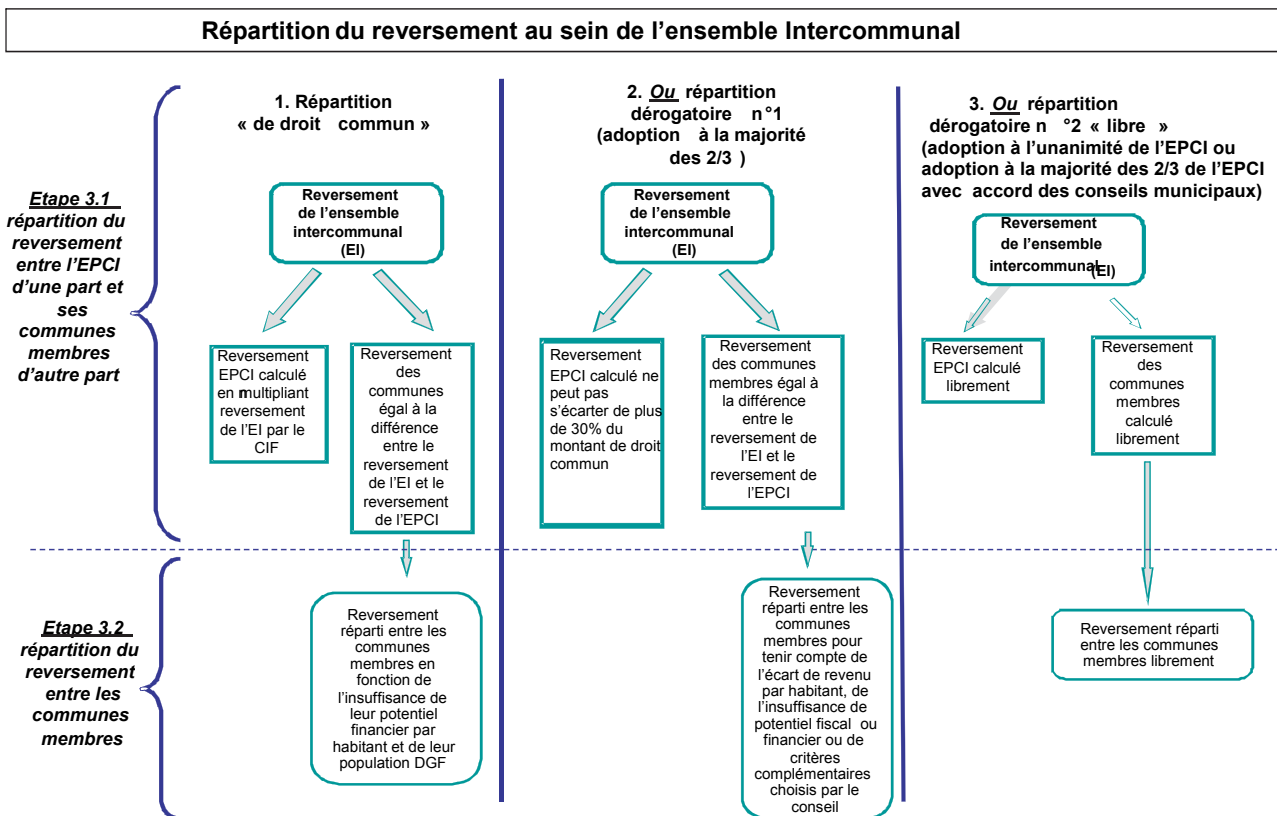 Répartition du reversement au sein de l’ensemble Intercommunal
Etape 3.1
répartition du
reversement
entre l’EPCI
d’une part et
ses
communes
membres
d’autre part
1. Répartition
« de droit commun »
Reversement
de l’ensemble
intercommunal
(EI)
Reversement
EPCI calculé
en multipliant
reversement
de l’EI par le
CIF
Reversement
des
communes
égal à la
différence
entre le
reversement
de l’EI et le
reversement
de l’EPCI
2. Ou répartition
dérogatoire n°1
(adoption à la majorité
des 2/3 )
Reversement
de l’ensemble
intercommunal
(EI)
Reversement
EPCI calculé ne
peut pas
s’écarter de plus
de 30% du
montant de droit
commun
Reversement
des communes
membres égal à
la différence
entre le
reversement de
l’EI et le
reversement de
l’EPCI
3. Ou répartition
dérogatoire n °2 « libre »
(adoption à l’unanimité de l’EPCI ou
adoption à la majorité des 2/3 de l’EPCI
avec accord des conseils municipaux)
Reversement
de l’ensemble
intercommunal (EI)
Reversement
EPCI calculé
librement
Reversement
des
communes
membres
calculé
librement
Etape 3.2
répartition du
reversement
entre les
communes
membres
Reversement
réparti entre les
communes
membres en
fonction de
l’insuffisance de
leur potentiel
financier par
habitant et de leur
population DGF
Reversement
réparti entre les
communes
membres pour
tenir compte de
l’écart de revenu
par habitant, de
l’insuffisance de
potentiel fiscal ou
financier ou de
critères
complémentaires
choisis par le
conseil
Reversement réparti
entre les communes
membres librement